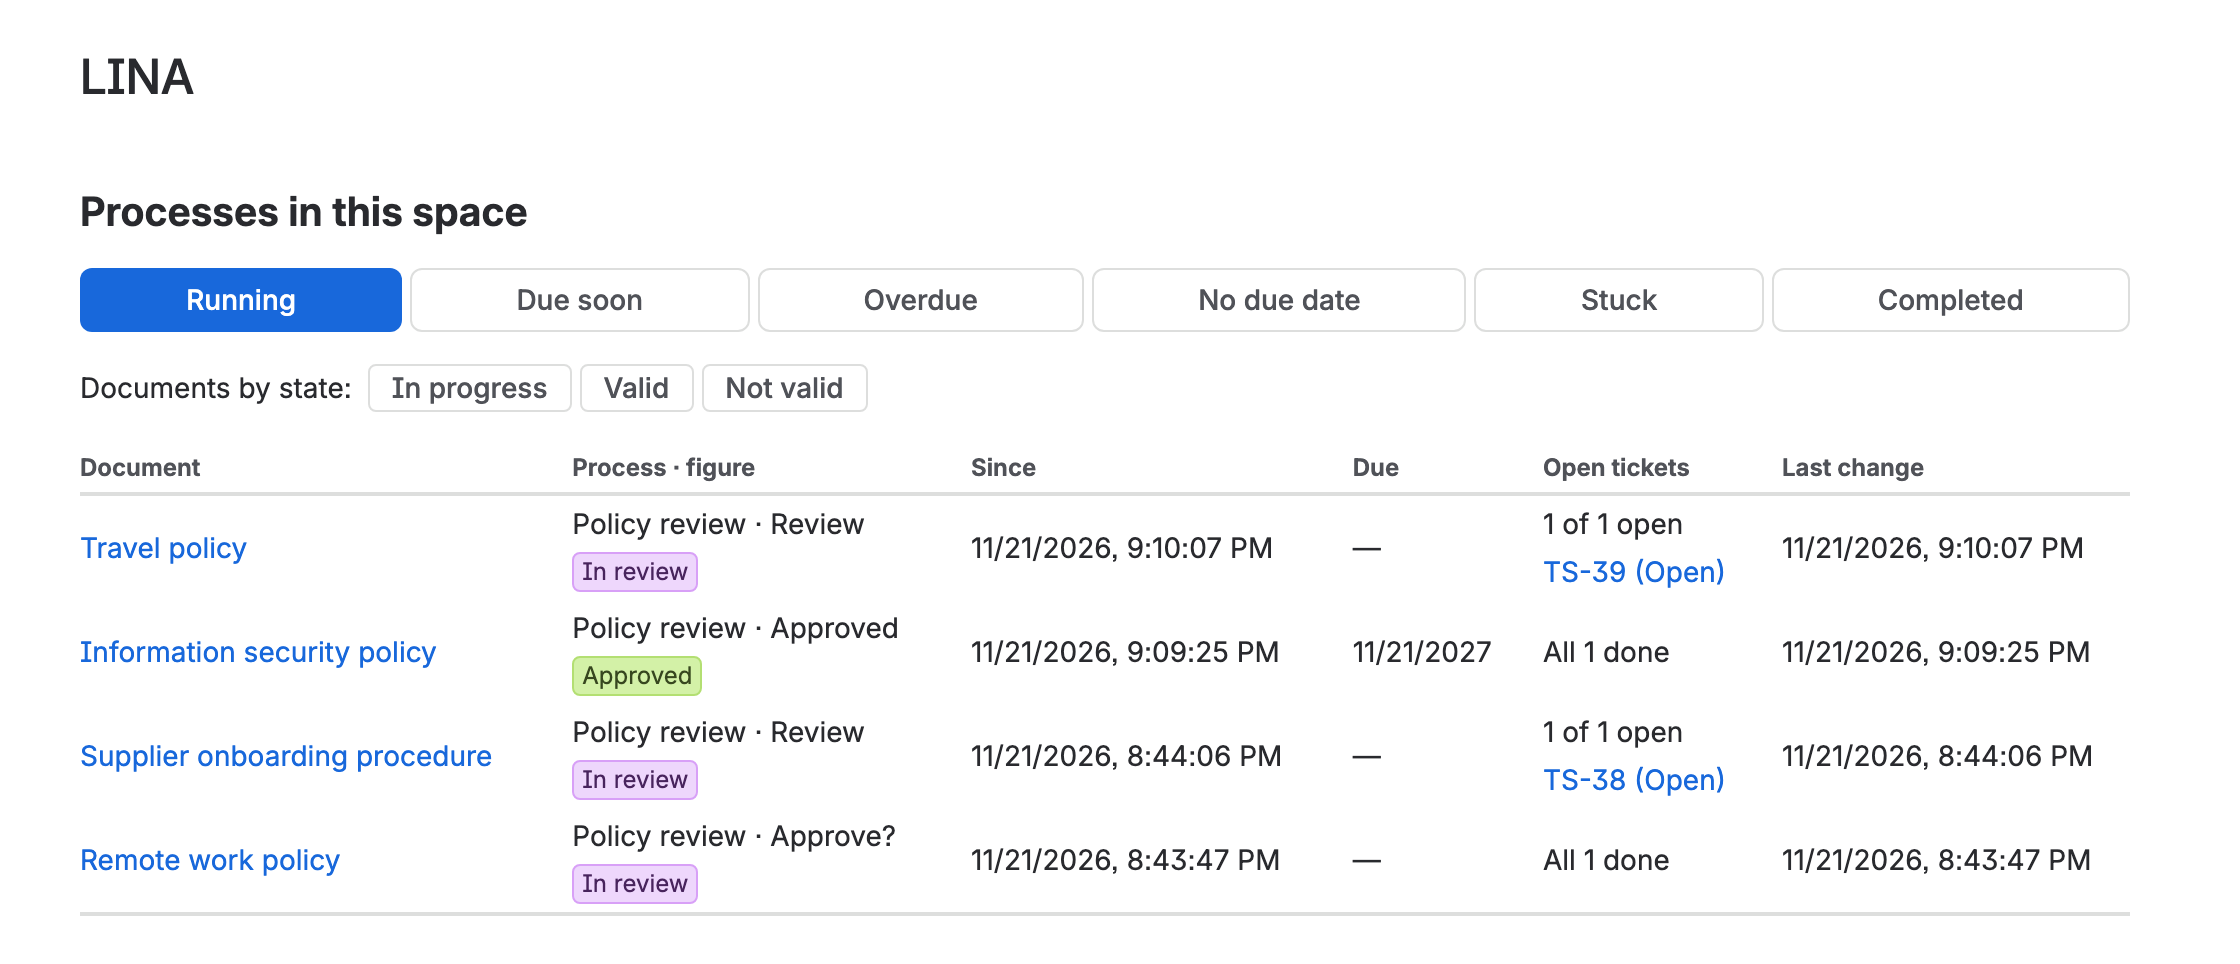 LINA
Processes in this space
Running Due soon Overdue No due date Stuck Completed
Documents by state: In progress Valid Not valid
Document Process · figure Since Due Open tickets Last change
Policy review · Review 1 of 1 open
Travel policy 11/21/2026, 9:10:07 PM — 11/21/2026, 9:10:07 PM
In review TS-39 (Open)
Policy review · Approved
Information security policy 11/21/2026, 9:09:25 PM 11/21/2027 All 1 done 11/21/2026, 9:09:25 PM
Approved
Policy review · Review 1 of 1 open
Supplier onboarding procedure 11/21/2026, 8:44:06 PM — 11/21/2026, 8:44:06 PM
In review TS-38 (Open)
Policy review · Approve?
Remote work policy 11/21/2026, 8:43:47 PM — All 1 done 11/21/2026, 8:43:47 PM
In review